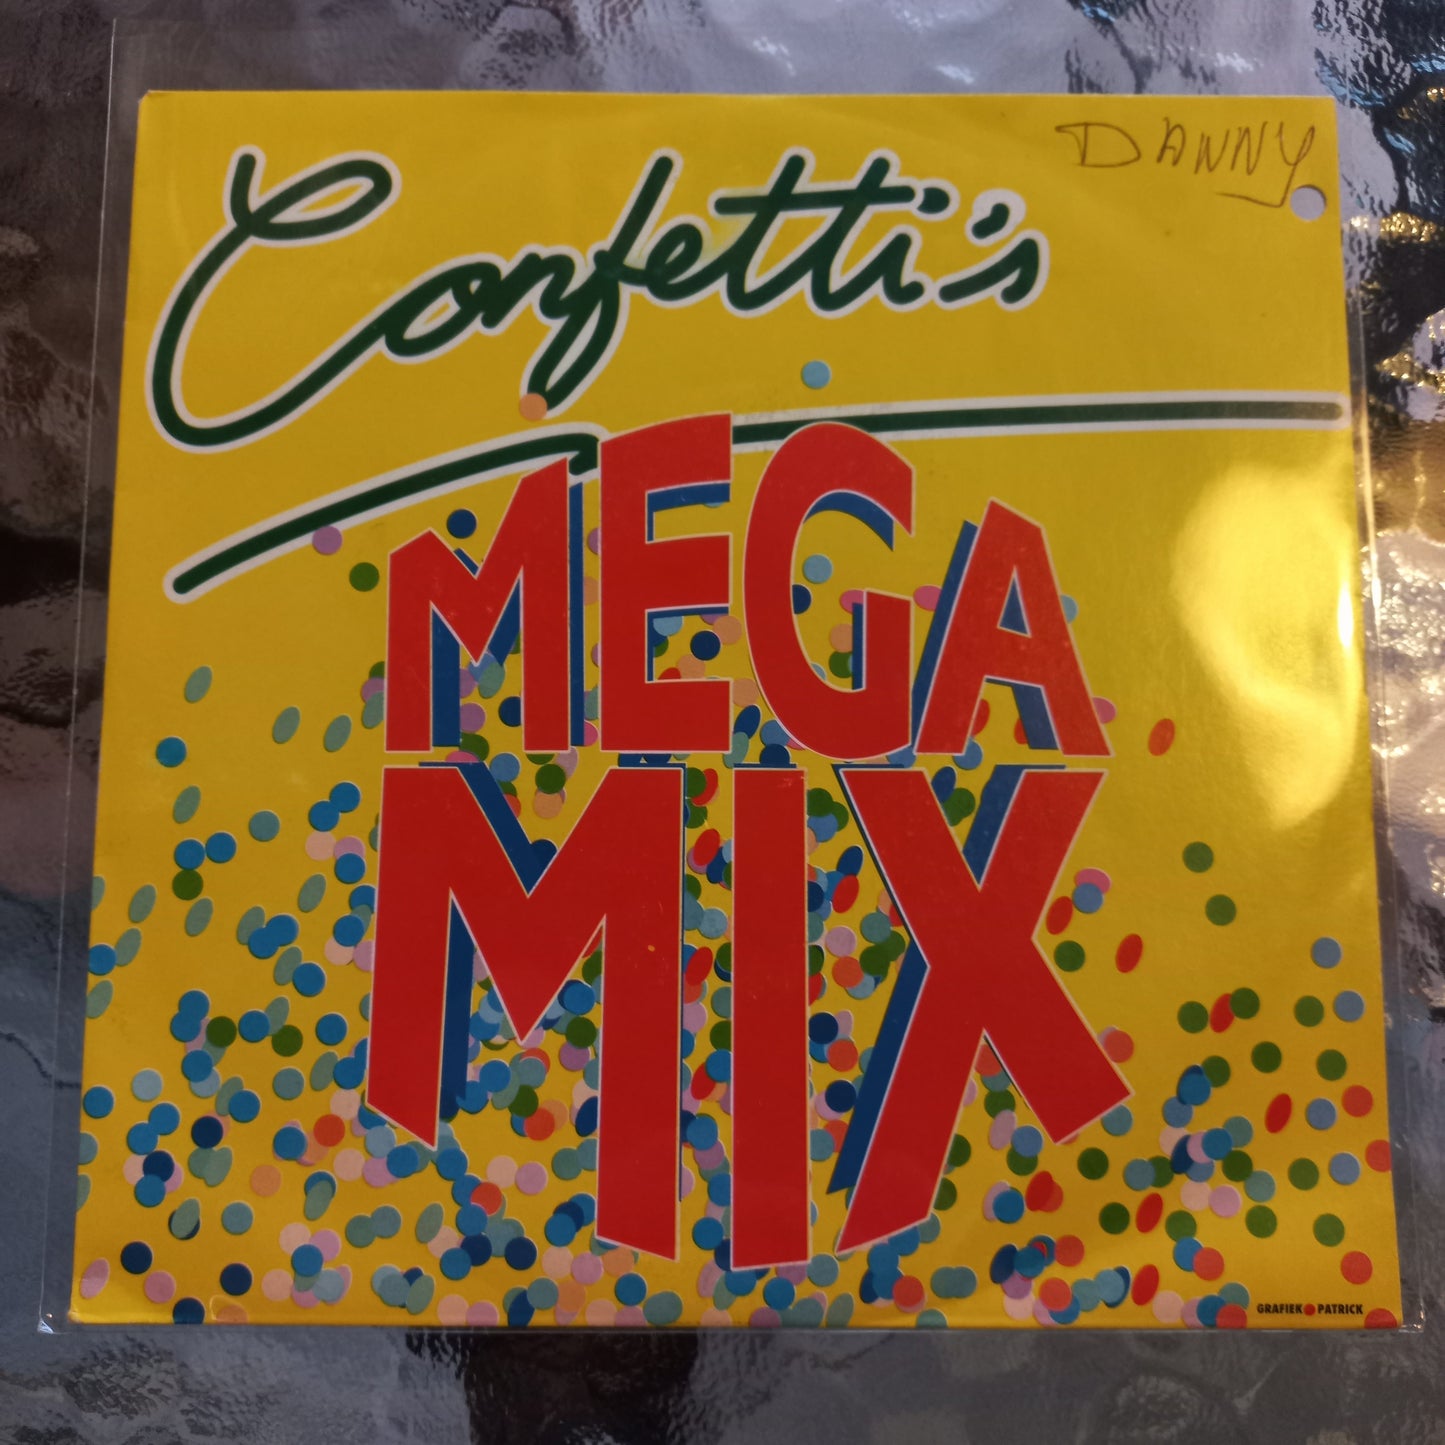 DANNY
Confetti's
MEGA
MIX
GRAFIEK PATRICK